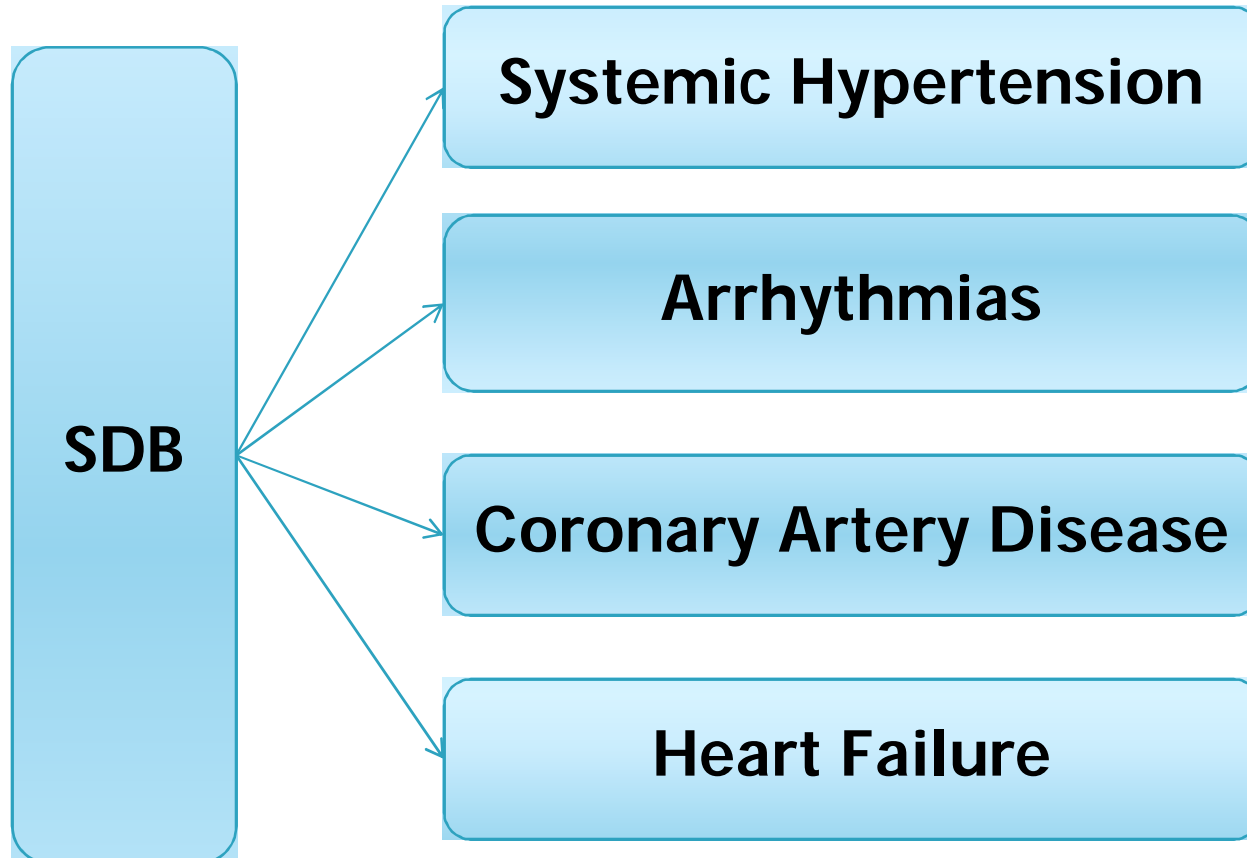 SDB
Systemic Hypertension
Arrhythmias
Coronary Artery Disease
Heart Failure